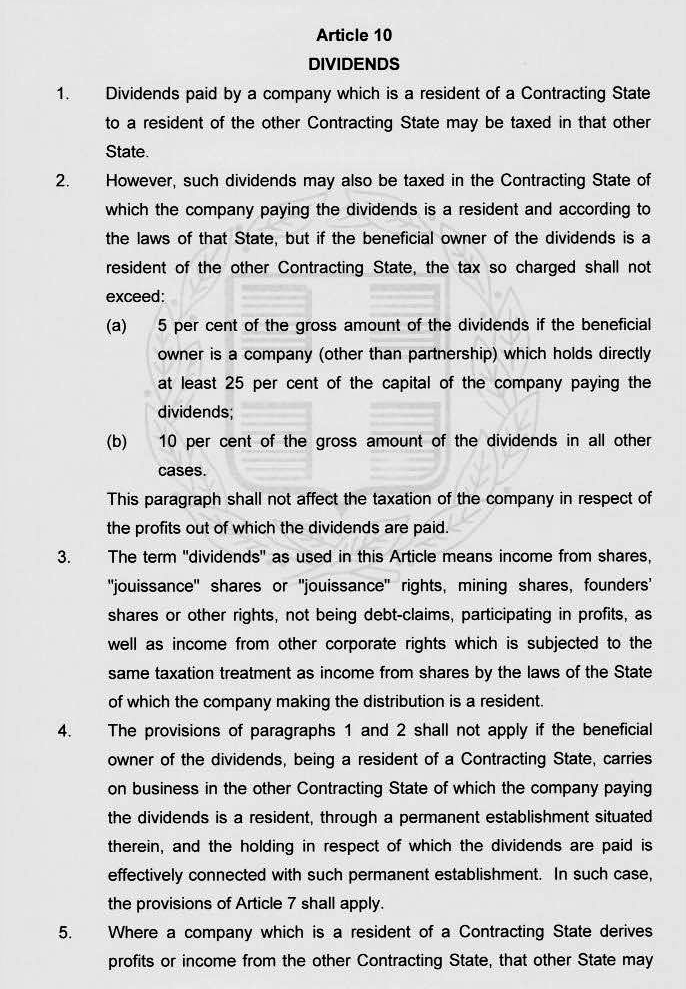 Article 10
DIVIDENDS
1. Dividends paid by a company which is a resident of a Contracting State
to a resident of the other Contracting State may be taxed in that other
State.
2. However, such dividends may also be taxed in the Contracting State of
which the company paying the dividends is a resident and according to
the laws of that State, but if the beneficial owner of the dividends is a
resident of the other Contracting State, the tax so charged shall not
exceed:
(a) 5 per cent of the gross amount of the dividends if the beneficial
owner is a company (other than partnership) which holds directly
at least 25 per cent of the capital of the company paying the
dividends;
(b) 10 per cent of the gross amount of the dividends in all other
cases.
This paragraph shall not affect the taxation of the company in respect of
the profits out of which the dividends are paid.
3. The term "dividends" as used in this Article means income from shares,
"jouissance" shares or "jouissance" rights, mining shares, founders'
shares or other rights, not being debt-claims, participating in profits, as
well as income from other corporate rights which is subjected to the
same taxation treatment as income from shares by the laws of the State
of which the company making the distribution is a resident.
4. The provisions of paragraphs 1 and 2 shall not apply if the beneficial
owner of the dividends, being a resident of a Contracting State, carries
on business in the other Contracting State of which the company paying
the dividends is a resident, through a permanent establishment situated
therein, and the holding in respect of which the dividends are paid is
effectively connected with such permanent establishment. In such case,
the provisions of Article 7 shall apply.
5. Where a company which is a resident of a Contracting State derives
profits or income from the other Contracting State, that other State may